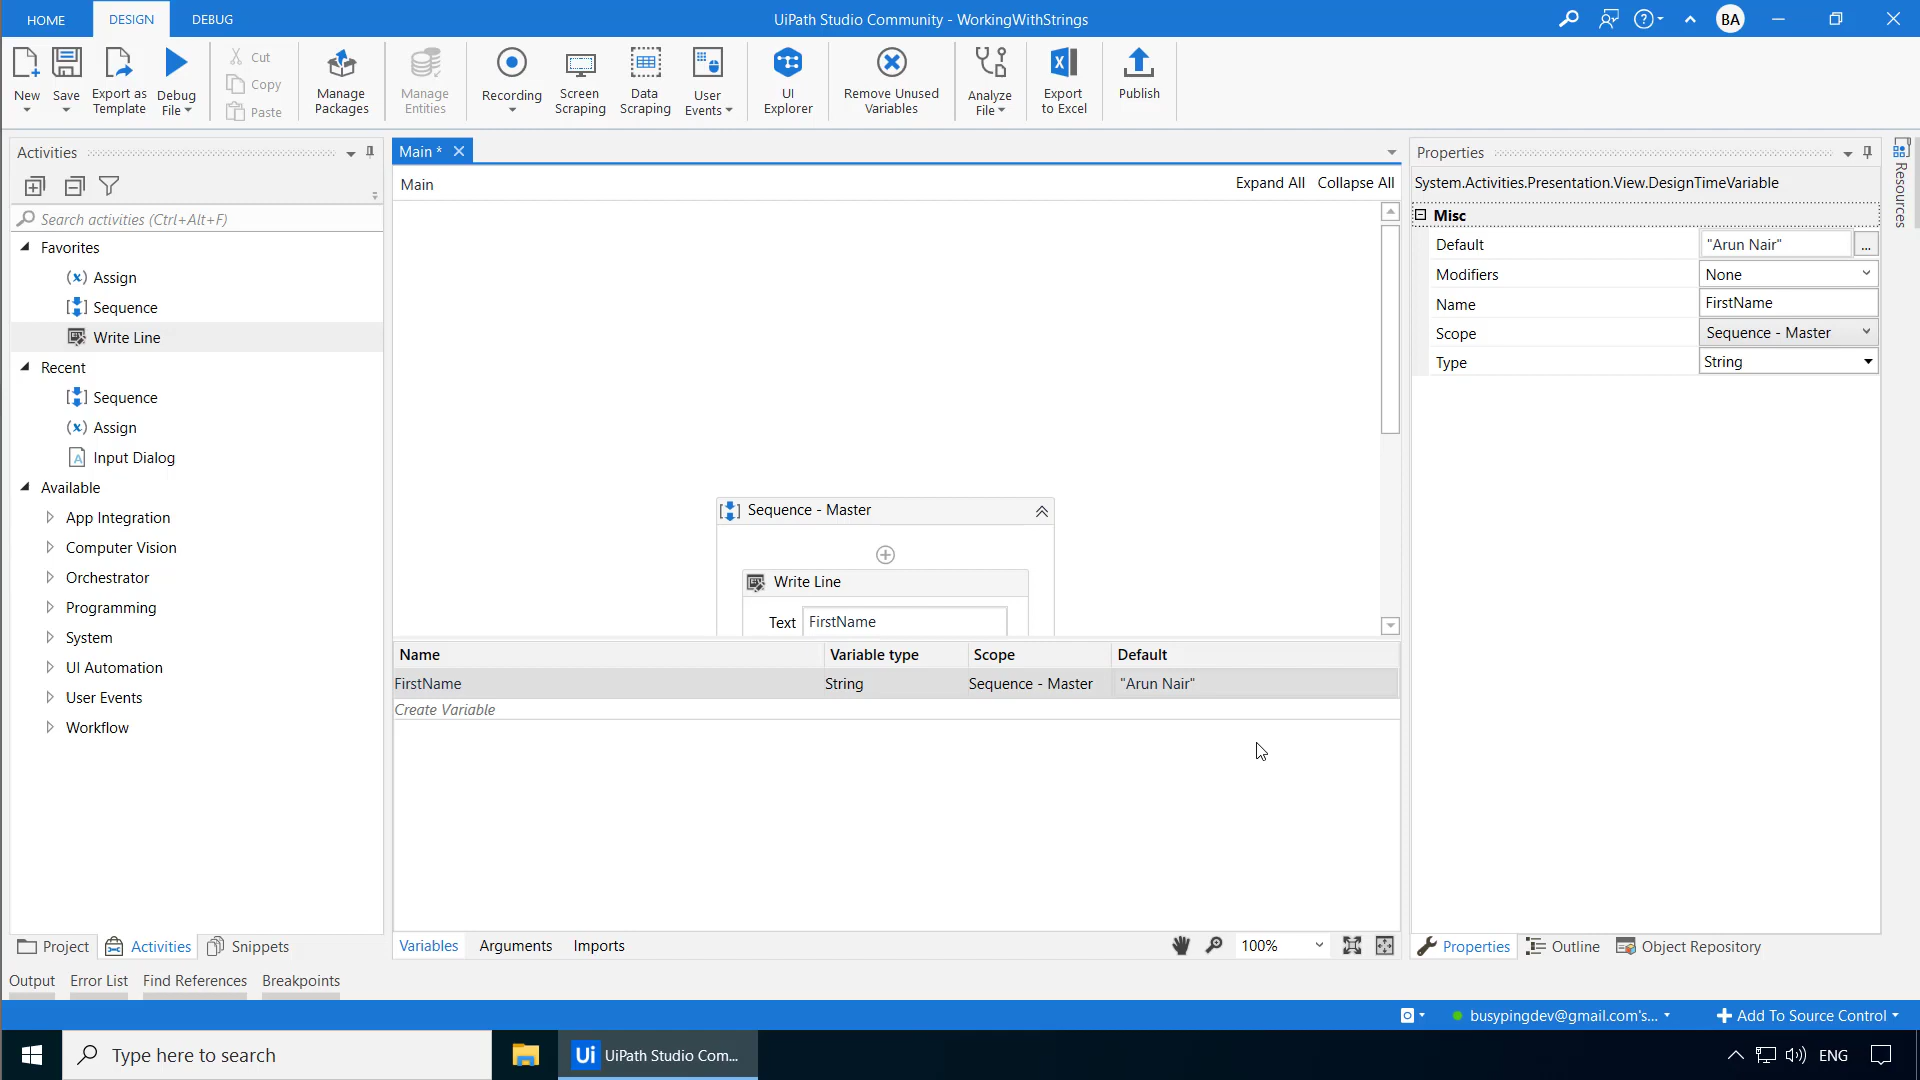 HOME
DESIGN
DEBUG
UiPath Studio Community - WorkingWithStrings
BA
New
Save
Export as
Template
Debug
File
Cut
Copy
Paste
Manage
Packages
Manage
Entities
Recording
Screen
Scraping
Data
Scraping
User
Events
UI
Explorer
Remove Unused
Variables
Analyze
File
Export
to Excel
Publish
Activities
Search activities (Ctrl+Alt+F)
Favorites
Assign
Sequence
Write Line
Recent
Sequence
Assign
Input Dialog
Available
App Integration
Computer Vision
Orchestrator
Programming
System
UI Automation
User Events
Workflow
Project
Activities
Snippets
Main *
Main
Expand All
Collapse All
Sequence - Master
Write Line
Text
FirstName
Name
Variable type
Scope
Default
FirstName
String
Sequence - Master
"Arun Nair"
Create Variable
Variables
Arguments
Imports
100%
Properties
System.Activities.Presentation.View.DesignTimeVariable
Misc
Default
"Arun Nair"
...
Modifiers
None
Name
FirstName
Scope
Sequence - Master
Type
String
Resources
Properties
Outline
Object Repository
Output
Error List
Find References
Breakpoints
busypingdev@gmail.com's...
Add To Source Control
Type here to search
Ui
UiPath Studio Com...
ENG